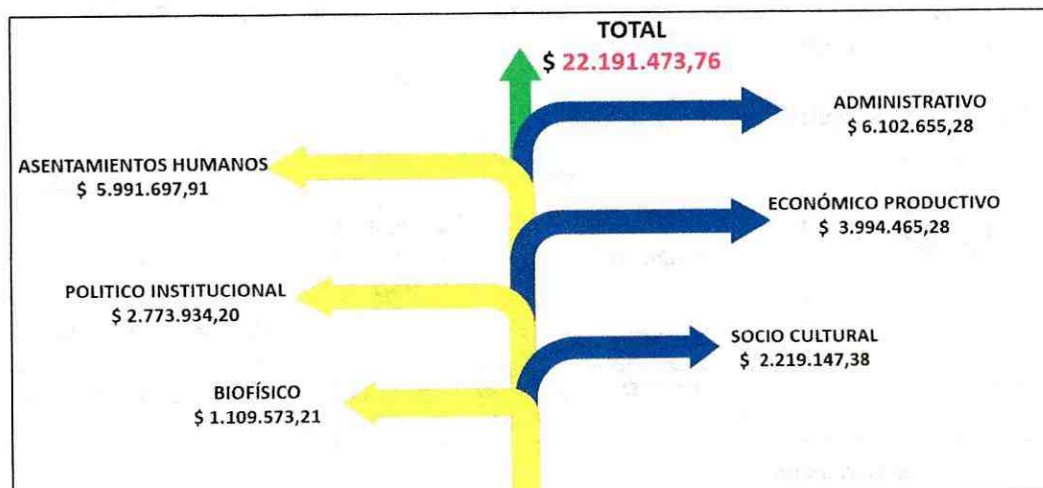 TOTAL
$ 22.191.473,76
ADMINISTRATIVO
$ 6.102.655,28
ASENTAMIENTOS HUMANOS
$ 5.991.697,91
ECONÓMICO PRODUCTIVO
$ 3.994.465,28
POLITICO INSTITUCIONAL
$ 2.773.934,20
SOCIO CULTURAL
$ 2.219.147,38
BIOFÍSICO
$ 1.109.573,21